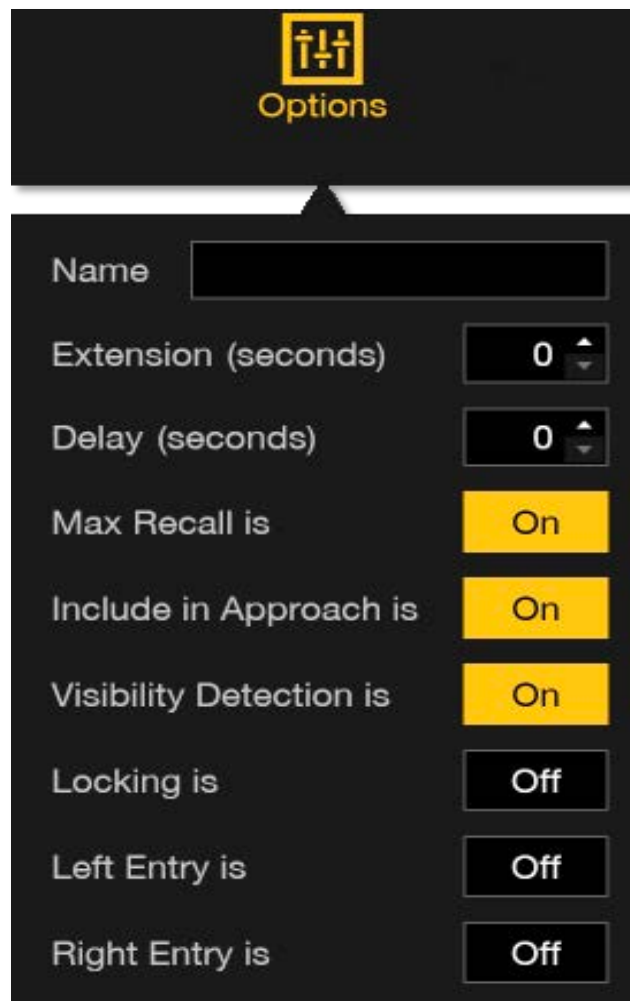 Options
Name
Extension (seconds) 0
Delay (seconds) 0
Max Recall is On
Include in Approach is On
Visibility Detection is On
Locking is Off
Left Entry is Off
Right Entry is Off